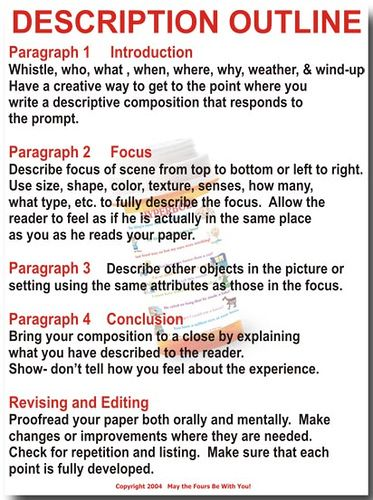 DESCRIPTION OUTLINE
Paragraph 1 Introduction
Whistle, who, what , when, where, why, weather, & wind-up
Have a creative way to get to the point where you
write a descriptive composition that responds to
the prompt.
Paragraph 2 Focus
Describe focus of scene from top to bottom or left to right.
Use size, shape, color, texture, senses, how many,
what type, etc. to fully describe the focus. Allow the
reader to feel as if he is actually in the same place
as you as he reads your paper.
Paragraph 3 Describe other objects in the picture or
setting using the same attributes as those in the focus.
Paragraph 4 Conclusion
Bring your composition to a close by explaining
what you have described to the reader.
Show- don't tell how you feel about the experience.
Revising and Editing
Proofread your paper both orally and mentally. Make
changes or improvements where they are needed.
Check for repetition and listing. Make sure that each
point is fully developed.
Copyright 2004 May the Fours Be With You!